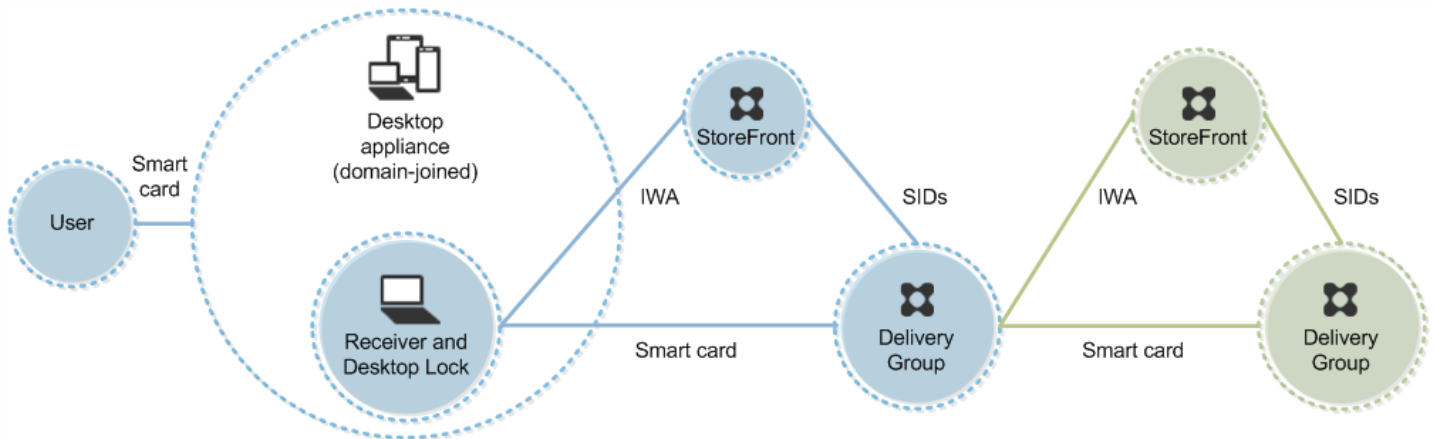 User
Smart
card
Desktop
appliance
(domain-joined)
Receiver and
Desktop Lock
IWA
StoreFront
SIDs
Smart card
Delivery
Group
IWA
StoreFront
SIDs
Smart card
Delivery
Group